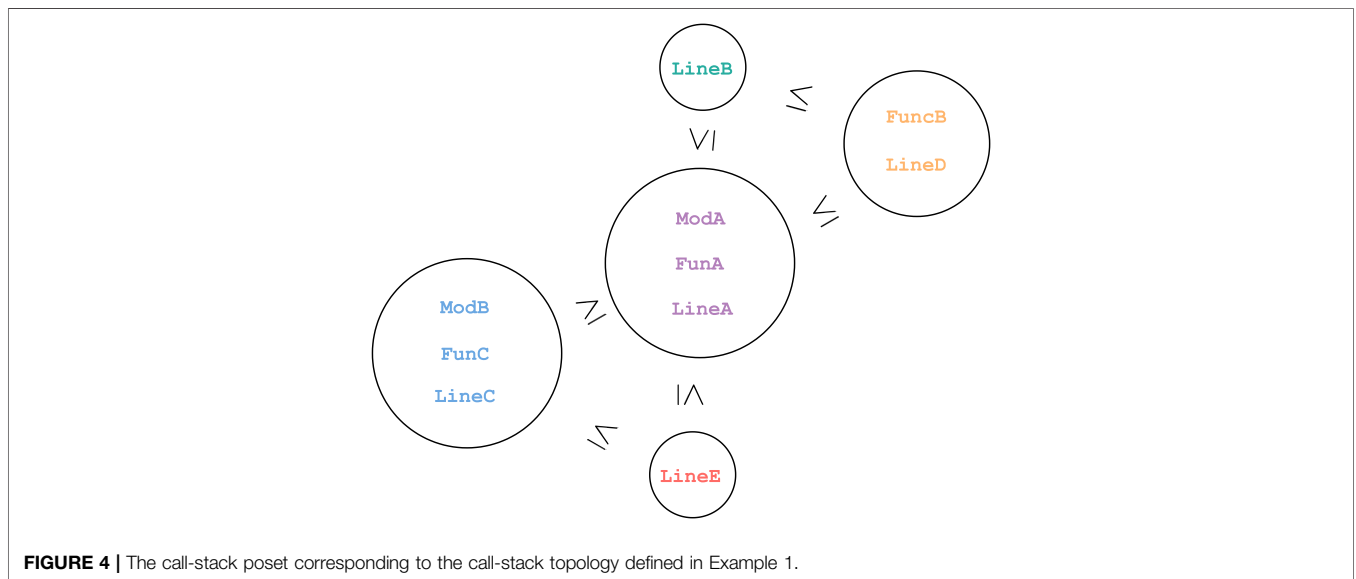 LineB
FuncB
LineD
ModA
FunA
LineA
ModB
FunC
LineC
LineE
≤
≤
≤
≤
≤
≤
FIGURE 4 | The call-stack poset corresponding to the call-stack topology defined in Example 1.